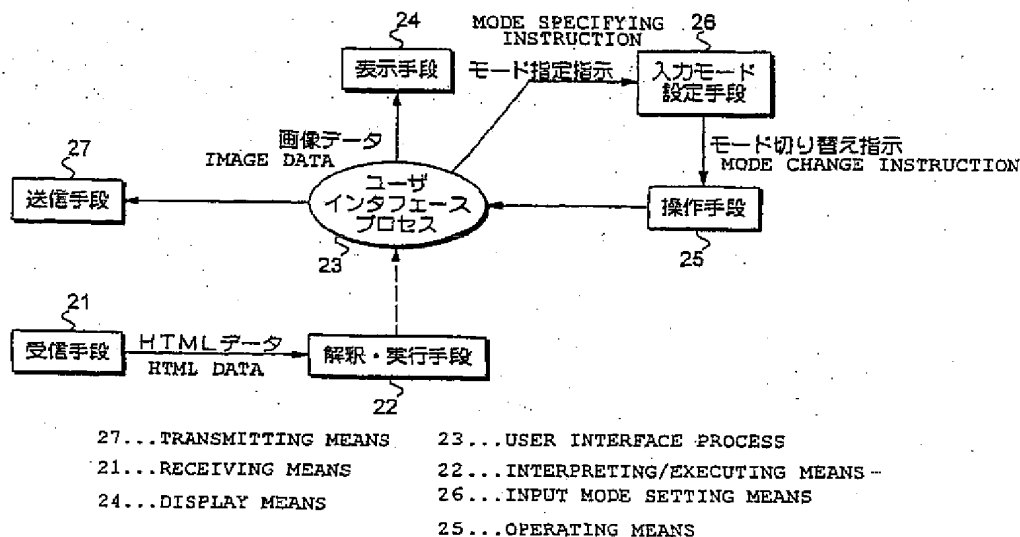 24
MODE SPECIFYING
INSTRUCTION
26
表示手段
モード指定指示
入力モード
設定手段
画像データ
IMAGE DATA
モード切り替え指示
MODE CHANGE INSTRUCTION
27
送信手段
ユーザ
インタフェース
プロセス
23
操作手段
25
21
受信手段
HTMLデータ
HTML DATA
解釈・実行手段
22
27...TRANSMITTING MEANS
23...USER INTERFACE PROCESS
21...RECEIVING MEANS
22...INTERPRETING/EXECUTING MEANS
24...DISPLAY MEANS
26...INPUT MODE SETTING MEANS
25...OPERATING MEANS